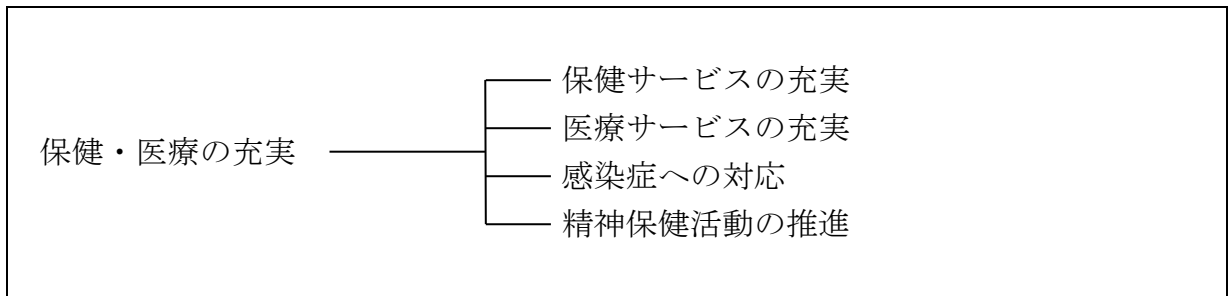 保健・医療の充実
保健サービスの充実
医療サービスの充実
感染症への対応
精神保健活動の推進